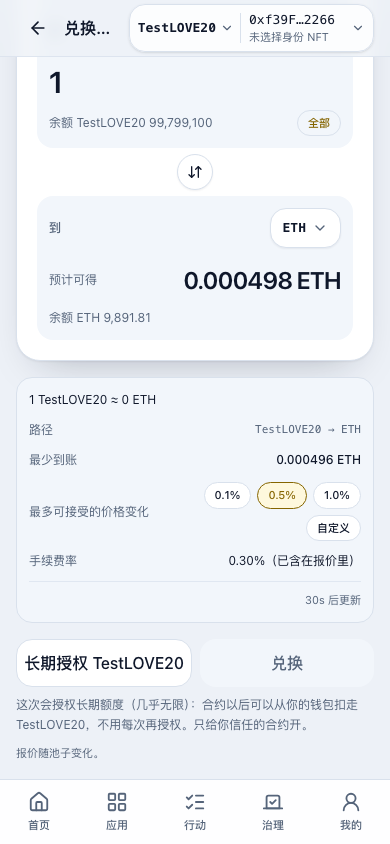 兑换...
TestLOVE20
0xf39F…2266
未选择身份 NFT
1
余额 TestLOVE20 99,799,100
全部
到
ETH
预计可得
0.000498 ETH
余额 ETH 9,891.81
1 TestLOVE20 ≈ 0 ETH
路径
TestLOVE20 → ETH
最少到账
0.000496 ETH
0.1%
0.5%
1.0%
最多可接受的价格变化
自定义
手续费率
0.30%（已含在报价里）
30s 后更新
长期授权 TestLOVE20
兑换
这次会授权长期额度（几乎无限）：合约以后可以从你的钱包扣走
TestLOVE20，不用每次再授权。只给你信任的合约开。
报价随池子变化。
首页
应用
行动
治理
我的